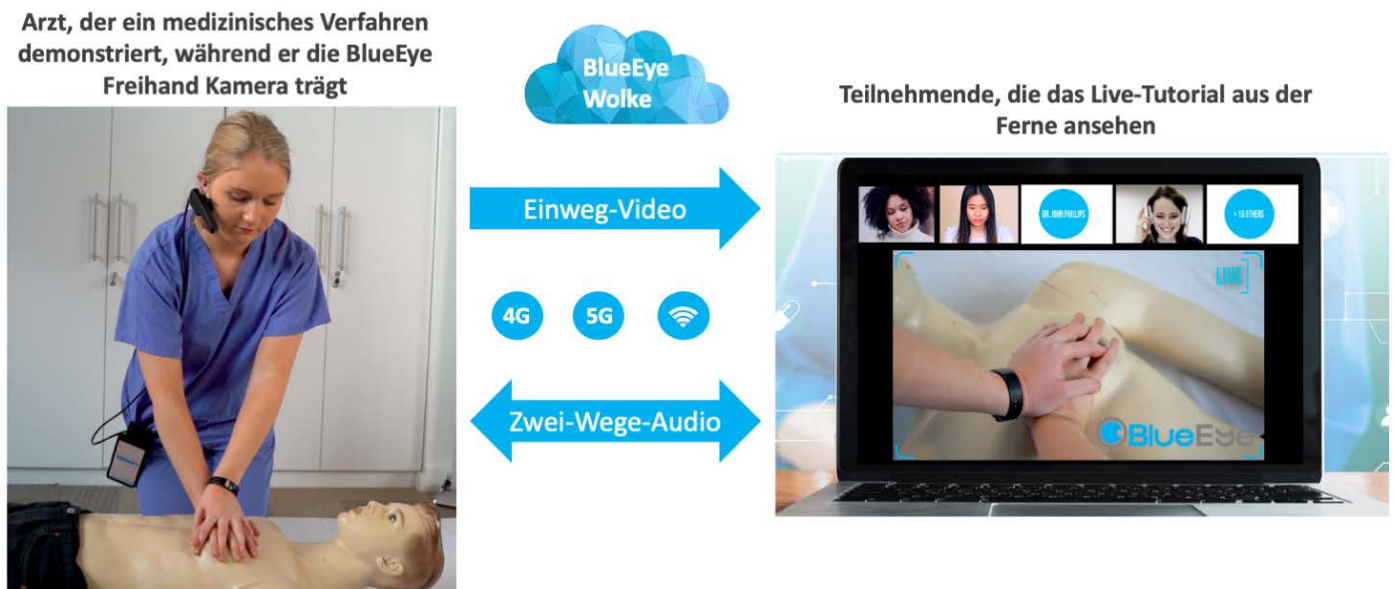 Arzt, der ein medizinisches Verfahren
demonstriert, während er die BlueEye
Freihand Kamera trägt
BlueEye
Wolke
Teilnehmende, die das Live-Tutorial aus der
Ferne ansehen
Einweg-Video
4G
5G
Zwei-Wege-Audio
DR. JOHN PHILLIPS
+ 16 OTHERS
LIVE
BlueEye